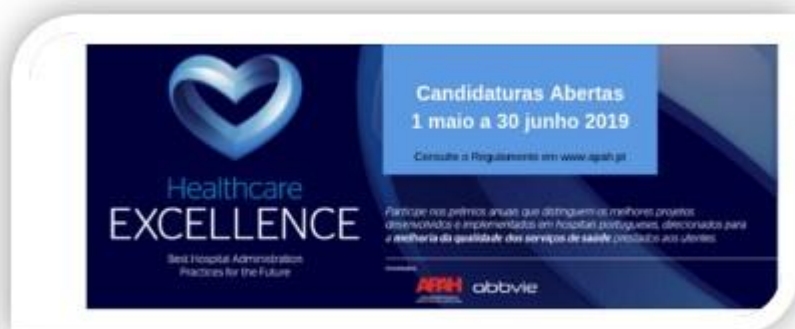 Candidaturas Abertas
1 maio a 30 junho 2019
Consulte o Regulamento em www.apah.pt
Healthcare
EXCELLENCE
Best Hospital Administration
Practices for the Future
Participe nos prémios anuais que distinguem os melhores projetos
desenvolvidos e implementados em hospitais portugueses, direcionados para
a melhoria da qualidade dos serviços de saúde prestados aos utentes.
APAH
abbvie